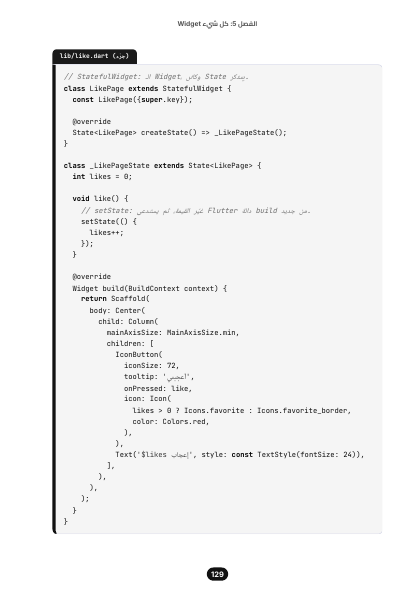 الفصل 5: كل شيء Widget
lib/like.dart (جزء)
// StatefulWidget: الـ Widget، وكائن State يتذكر.
class LikePage extends StatefulWidget {
const LikePage({super.key});
@override
State<LikePage> createState() => _LikePageState();
}
class _LikePageState extends State<LikePage> {
int likes = 0;
void like() {
// setState: غيّر القيمة، ثم يستدعي Flutter دالة build من جديد.
setState(() {
likes++;
});
}
@override
Widget build(BuildContext context) {
return Scaffold(
body: Center(
child: Column(
mainAxisSize: MainAxisSize.min,
children: [
IconButton(
iconSize: 72,
tooltip: 'أعجبني',
onPressed: like,
icon: Icon(
likes > 0 ? Icons.favorite : Icons.favorite_border,
color: Colors.red,
),
),
Text('$likes إعجاب', style: const TextStyle(fontSize: 24)),
],
),
),
);
}
}
129